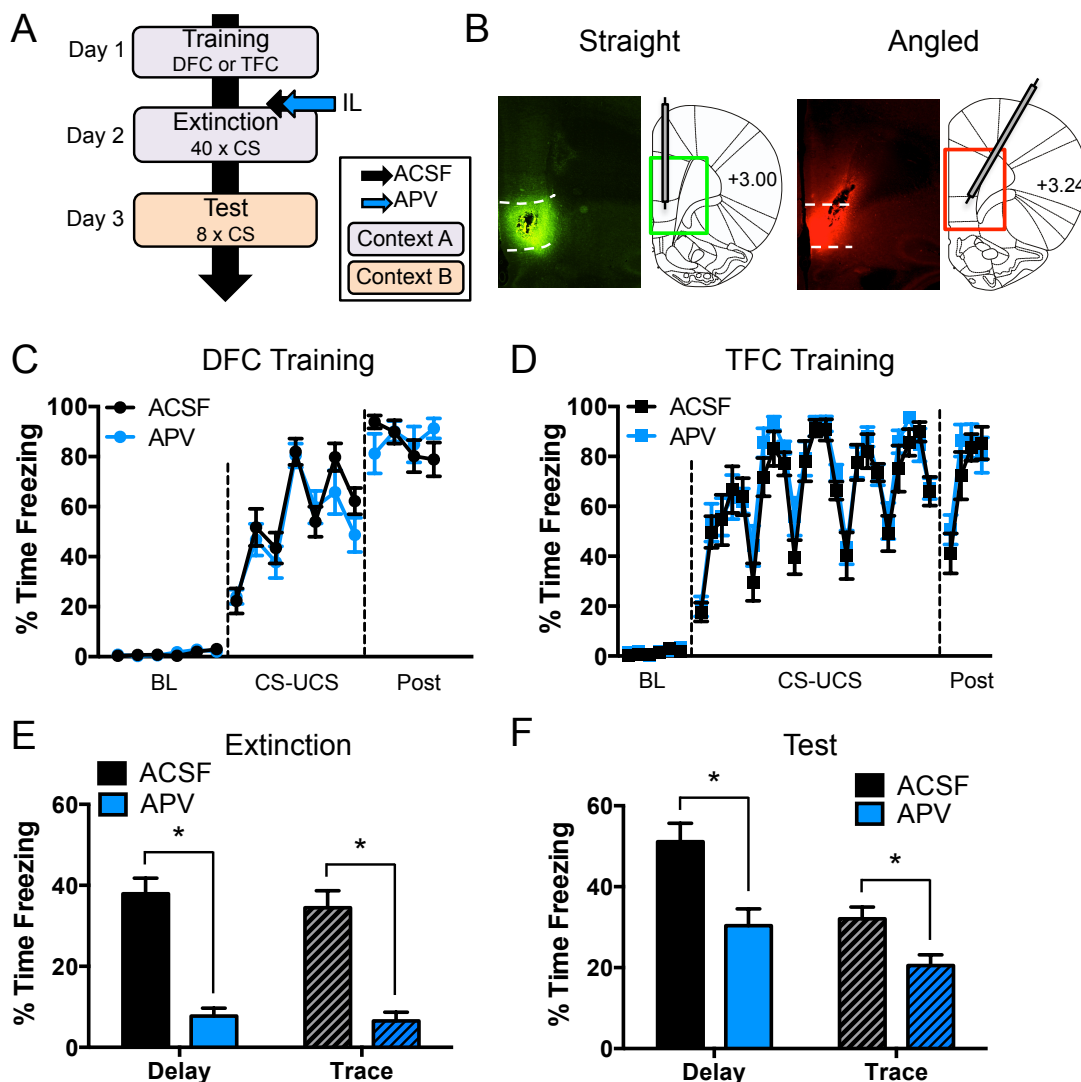 A
Day 1
Training
DFC or TFC
IL
Day 2
Extinction
40 x CS
Day 3
Test
8 x CS
ACSF
APV
Context A
Context B
B
Straight
Angled
+3.00
+3.24
C
DFC Training
ACSF
APV
% Time Freezing
100
80
60
40
20
0
BL
CS-UCS
Post
D
TFC Training
ACSF
APV
% Time Freezing
100
80
60
40
20
0
BL
CS-UCS
Post
E
Extinction
ACSF
APV
% Time Freezing
60
40
20
0
*
*
Delay
Trace
F
Test
ACSF
APV
% Time Freezing
60
40
20
0
*
*
Delay
Trace